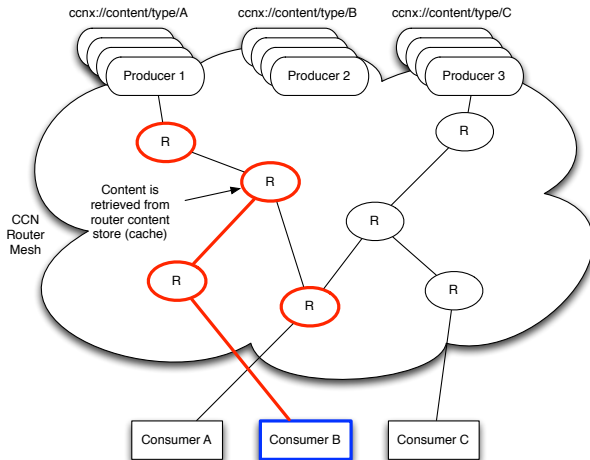 ccnx://content/type/A
ccnx://content/type/B
ccnx://content/type/C
Producer 1
Producer 2
Producer 3
R
R
R
Content is
retrieved from
router content
store (cache)
CCN
Router
Mesh
R
R
R
R
Consumer A
Consumer B
Consumer C